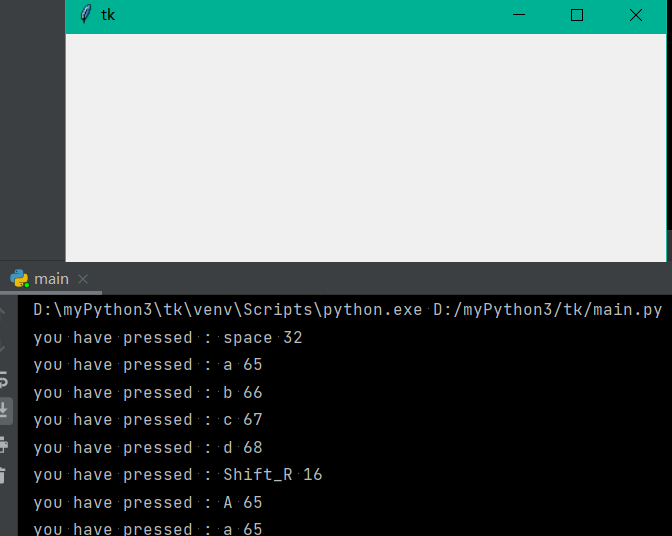 tk
main
D:\myPython3\tk\venv\Scripts\python.exe D:/myPython3/tk/main.py
you have pressed : space 32
you have pressed : a 65
you have pressed : b 66
you have pressed : c 67
you have pressed : d 68
you have pressed : Shift_R 16
you have pressed : A 65
you have pressed : a 65